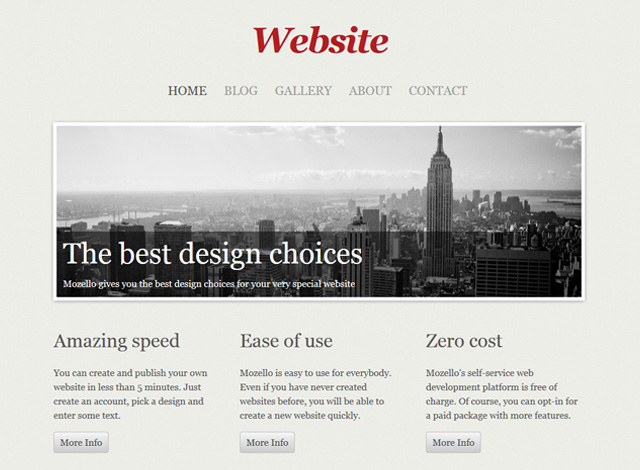 Website
HOME BLOG GALLERY ABOUT CONTACT
The best design choices
Mozello gives you the best design choices for your very special website
Amazing speed
You can create and publish your own
website in less than 5 minutes. Just
create an account, pick a design and
enter some text.
More Info
Ease of use
Mozello is easy to use for everybody.
Even if you have never created
websites before, you will be able to
create a new website quickly.
More Info
Zero cost
Mozello's self-service web
development platform is free of
charge. Of course, you can opt-in for
a paid package with more features.
More Info